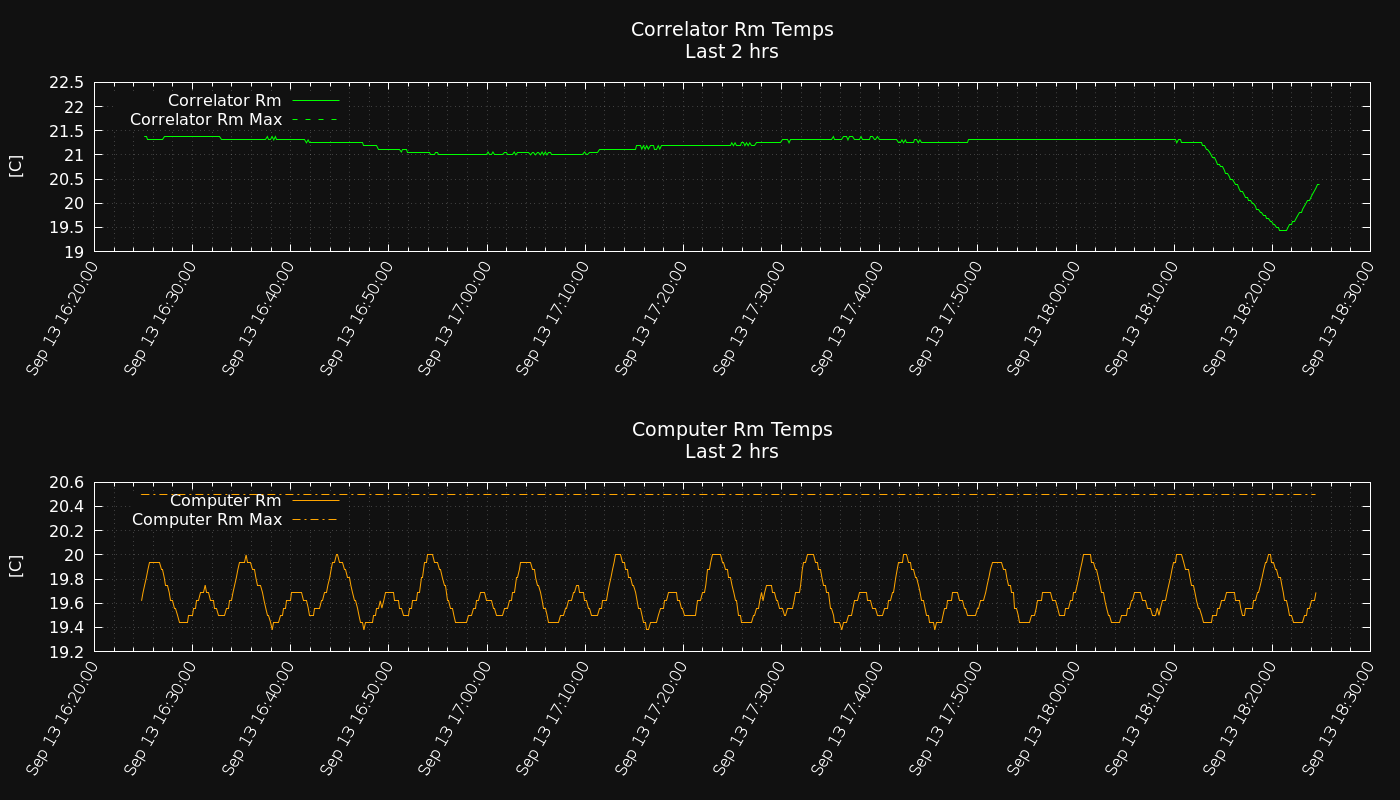 Correlator Rm Temps
Last 2 hrs
22.5
22
21.5
21
20.5
20
19.5
19
[C]
Correlator Rm
Correlator Rm Max
Sep 13 16:20:00
Sep 13 16:30:00
Sep 13 16:40:00
Sep 13 16:50:00
Sep 13 17:00:00
Sep 13 17:10:00
Sep 13 17:20:00
Sep 13 17:30:00
Sep 13 17:40:00
Sep 13 17:50:00
Sep 13 18:00:00
Sep 13 18:10:00
Sep 13 18:20:00
Sep 13 18:30:00
Computer Rm Temps
Last 2 hrs
20.6
20.4
20.2
20
19.8
19.6
19.4
19.2
[C]
Computer Rm
Computer Rm Max
Sep 13 16:20:00
Sep 13 16:30:00
Sep 13 16:40:00
Sep 13 16:50:00
Sep 13 17:00:00
Sep 13 17:10:00
Sep 13 17:20:00
Sep 13 17:30:00
Sep 13 17:40:00
Sep 13 17:50:00
Sep 13 18:00:00
Sep 13 18:10:00
Sep 13 18:20:00
Sep 13 18:30:00